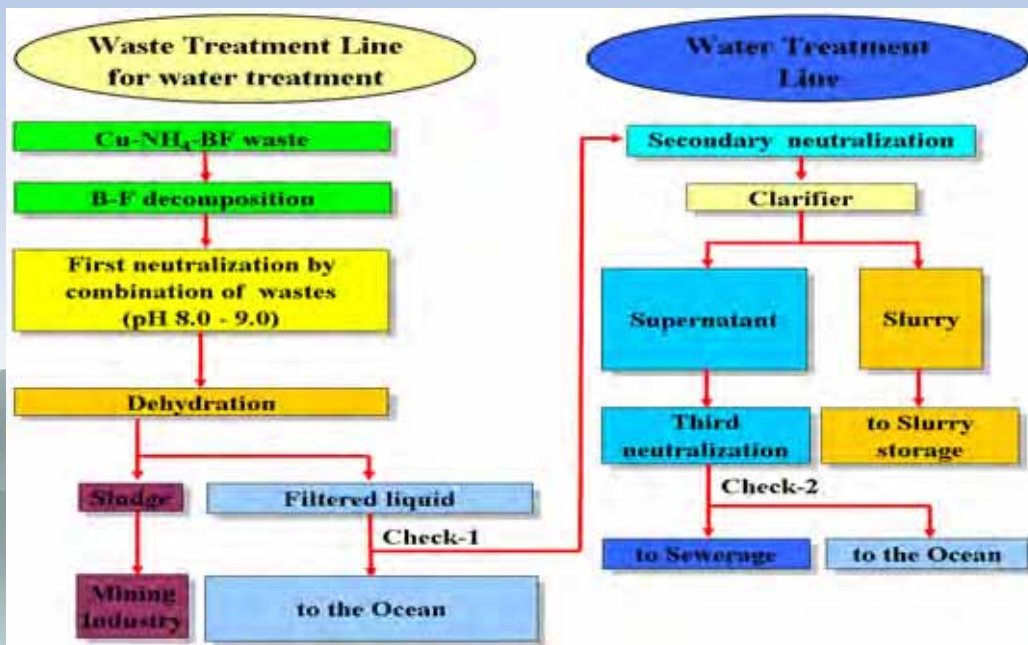 Waste Treatment Line
for water treatment
Cu-NH₄-BF waste
B-F decomposition
First neutralization by
combination of wastes
(pH 8.0 - 9.0)
Dehydration
Sludge
Filtered liquid
Check-1
Mining
Industry
to the Ocean
Water Treatment
Line
Secondary neutralization
Clarifier
Supernatant
Slurry
Third
neutralization
to Slurry
storage
Check-2
to Sewerage
to the Ocean